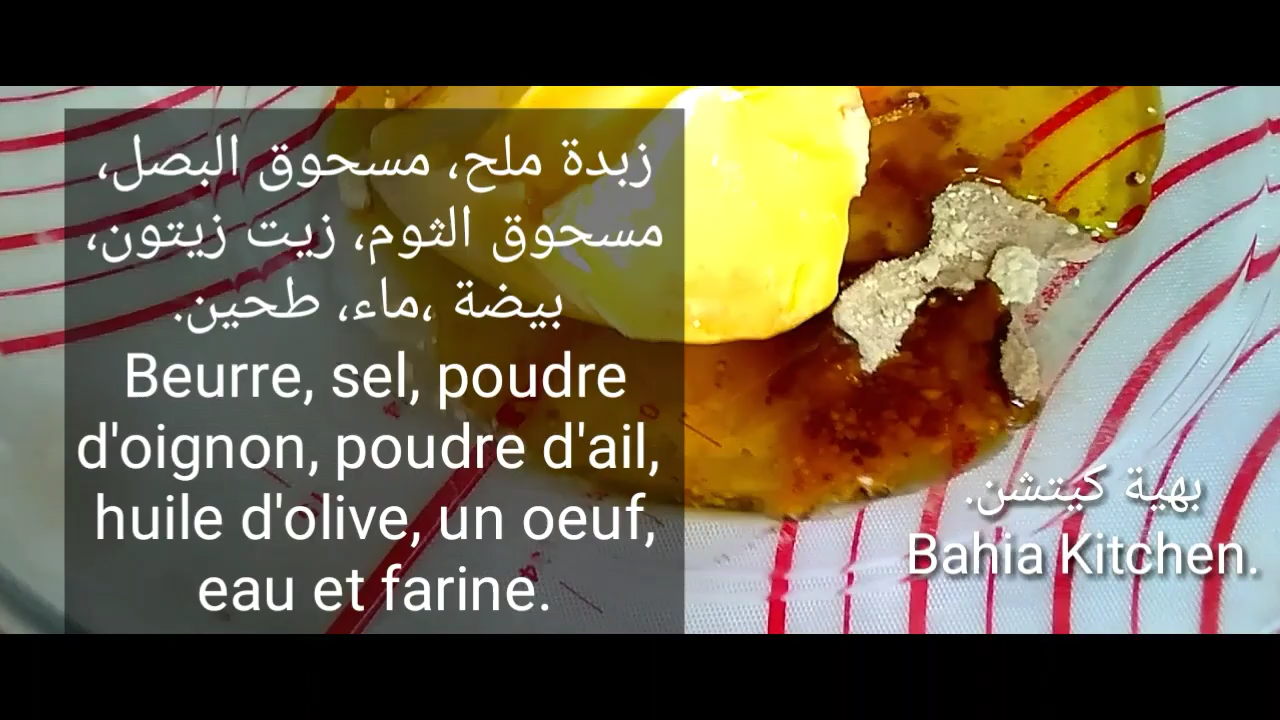 زبدة ملح، مسحوق البصل،
مسحوق الثوم، زيت زيتون،
بيضة ،ماء، طحين.
Beurre, sel, poudre
d'oignon, poudre d'ail,
huile d'olive, un oeuf,
eau et farine.
بهية كيتشن.
Bahia Kitchen.